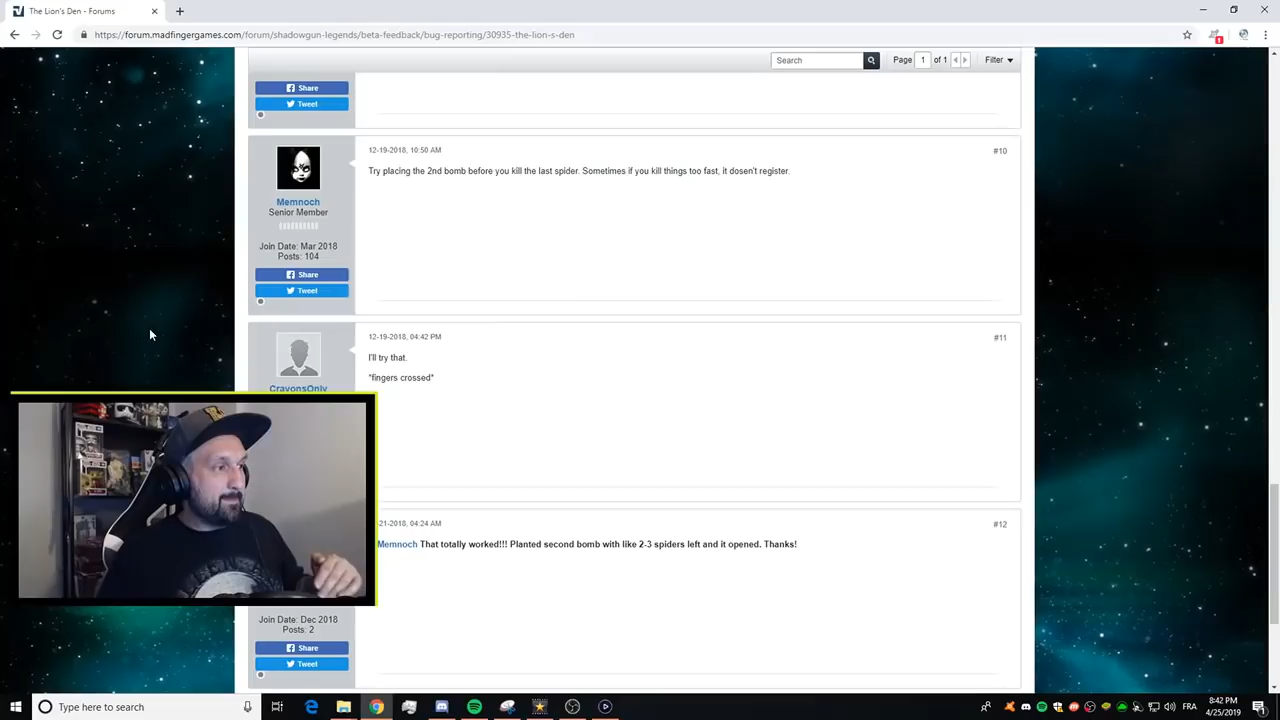 The Lion's Den - Forums
https://forum.madfingergames.com/forum/shadowgun-legends/beta-feedback/bug-reporting/30935-the-lion-s-den
1
Search
Page 1 of 1
Filter
Share
Tweet
12-19-2018, 10:50 AM
#10
Memnoch
Senior Member
Join Date: Mar 2018
Posts: 104
Share
Tweet
Try placing the 2nd bomb before you kill the last spider. Sometimes if you kill things too fast, it dosen't register.
12-19-2018, 04:42 PM
#11
CrayonsOnly
I'll try that.
*fingers crossed*
-21-2018, 04:24 AM
#12
Memnoch That totally worked!!! Planted second bomb with like 2-3 spiders left and it opened. Thanks!
Join Date: Dec 2018
Posts: 2
Share
Tweet
Type here to search
FRA
8:42 PM
4/25/2019
1